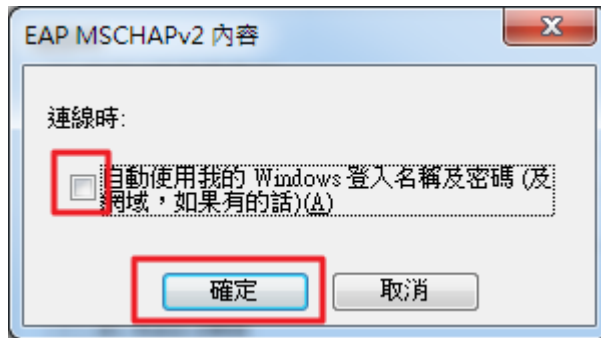 EAP MSCHAPv2 內容
連線時:
自動使用我的 Windows 登入名稱及密碼 (及
網域，如果有的話)(A)
確定
取消